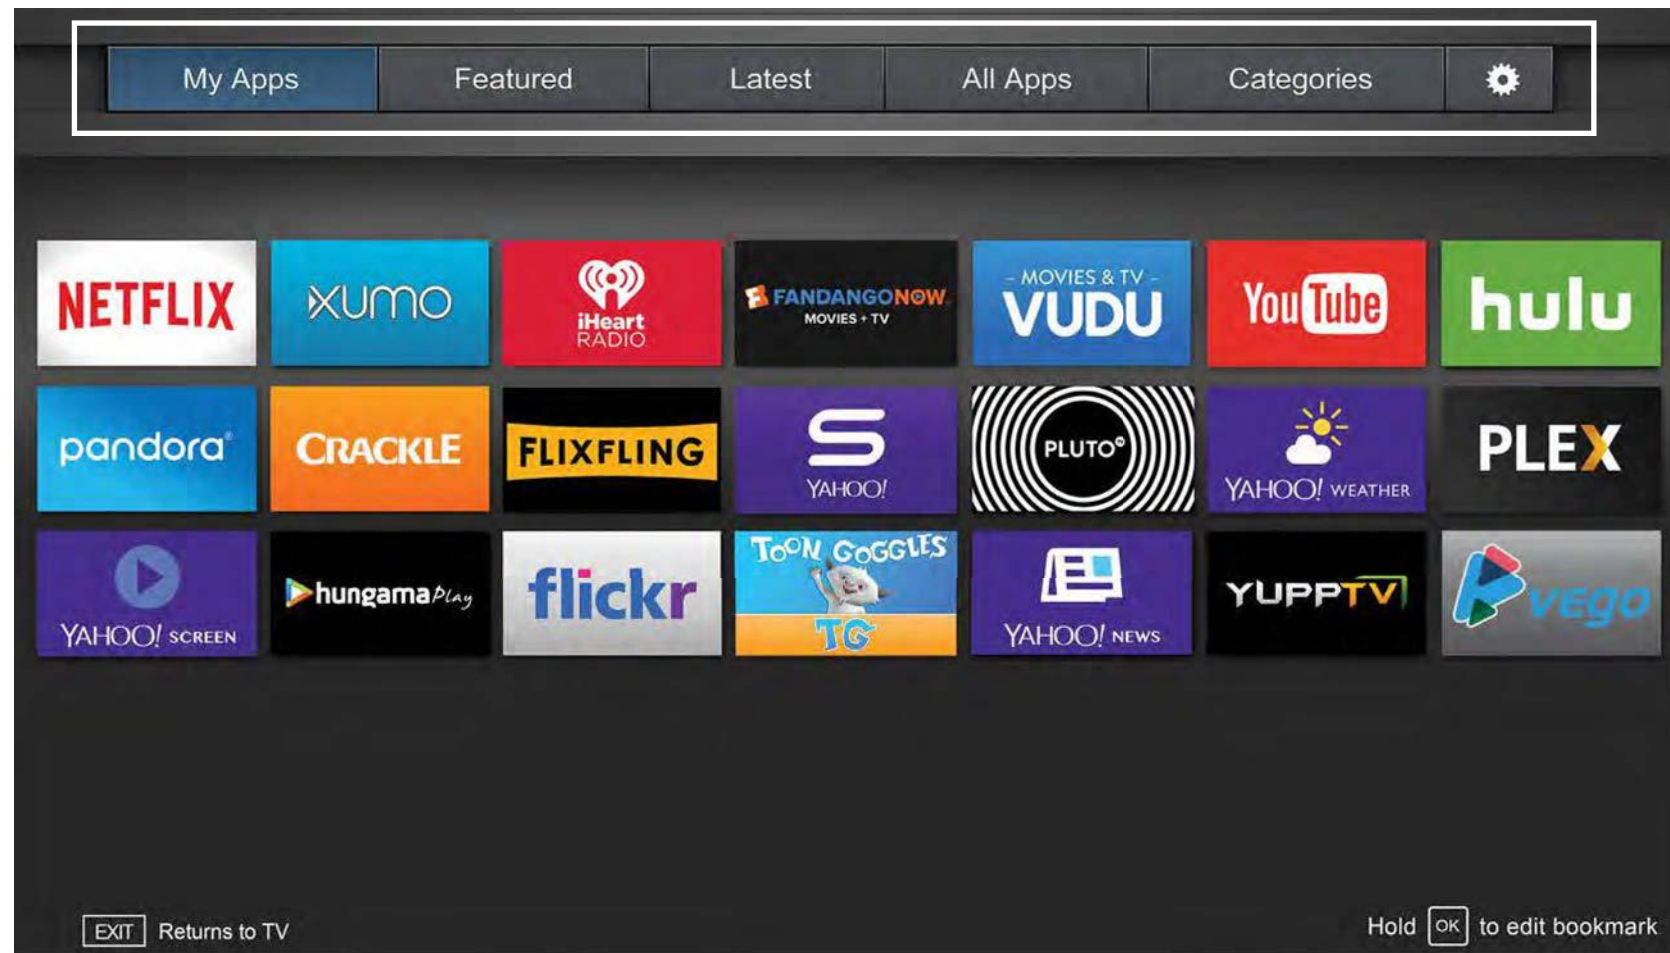 My Apps
Featured
Latest
All Apps
Categories
NETFLIX
XUMO
iHeart
RADIO
FANDANGONOW
MOVIES + TV
- MOVIES & TV -
VUDU
YouTube
hulu
pandora®
CRACKLE
FLIXFLING
S
YAHOO!
PLUTO tv
YAHOO! WEATHER
PLEX
YAHOO! SCREEN
hungama Play
flickr
TOON GOGGLES
TG
YAHOO! NEWS
YUPPTV
vego
EXIT Returns to TV
Hold OK to edit bookmark